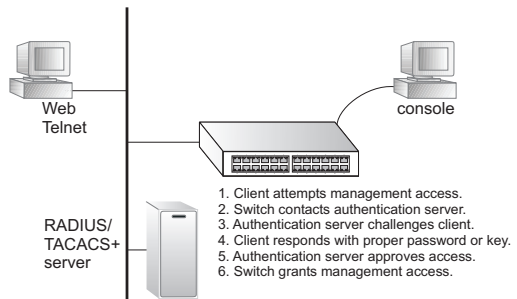 Web
Telnet
console
RADIUS/
TACACS+
server
1. Client attempts management access.
2. Switch contacts authentication server.
3. Authentication server challenges client.
4. Client responds with proper password or key.
5. Authentication server approves access.
6. Switch grants management access.